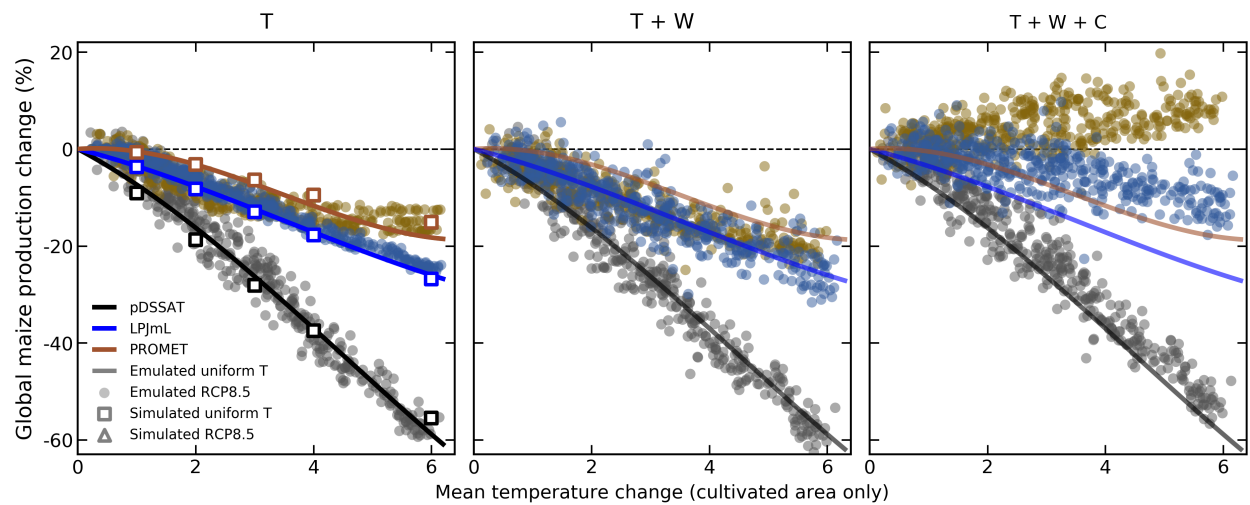 T
T + W
T + W + C
Global maize production change (%)
20
0
-20
-40
-60
pDSSAT
LPJmL
PROMET
Emulated uniform T
Emulated RCP8.5
Simulated uniform T
Simulated RCP8.5
0 2 4 6
0 2 4 6
0 2 4 6
Mean temperature change (cultivated area only)